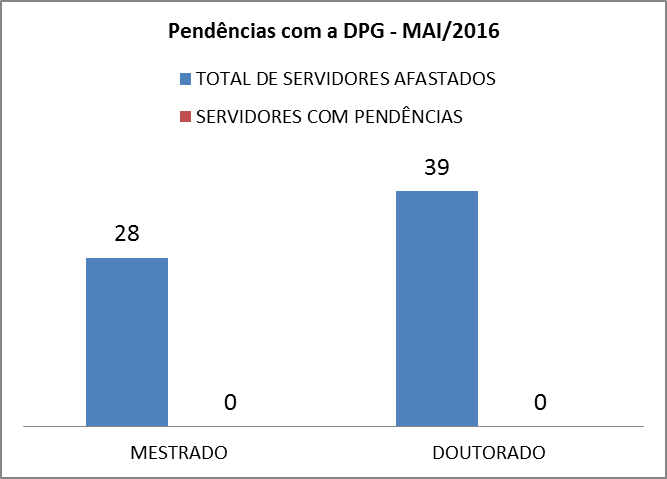 Pendências com a DPG - MAI/2016
TOTAL DE SERVIDORES AFASTADOS
SERVIDORES COM PENDÊNCIAS
39
28
0
0
MESTRADO
DOUTORADO